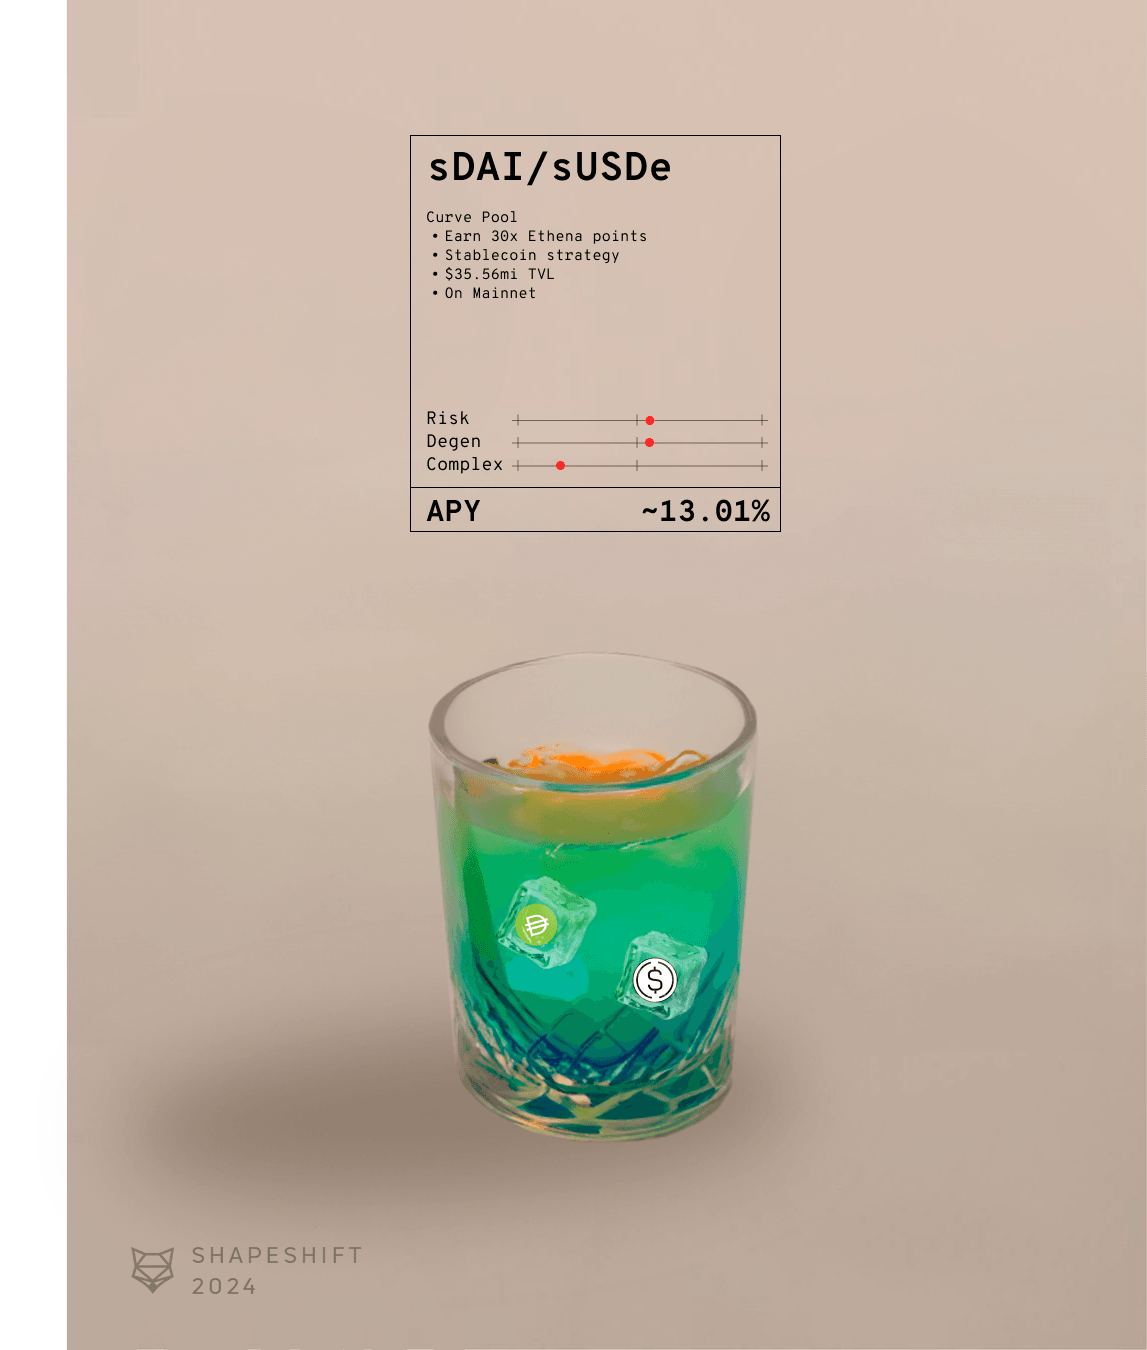 sDAI/sUSDe
Curve Pool
• Earn 30x Ethena points
• Stablecoin strategy
• $35.56mi TVL
• On Mainnet
Risk
Degen
Complex
APY ~13.01%
$
SHAPESHIFT
2024